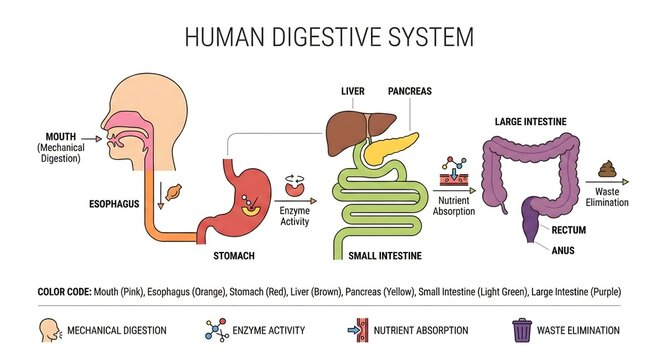 HUMAN DIGESTIVE SYSTEM
LIVER
PANCREAS
LARGE INTESTINE
MOUTH
(Mechanical
Digestion)
ESOPHAGUS
Enzyme
Activity
Nutrient
Absorption
Waste
Elimination
RECTUM
ANUS
STOMACH
SMALL INTESTINE
COLOR CODE: Mouth (Pink), Esophagus (Orange), Stomach (Red), Liver (Brown), Pancreas (Yellow), Small Intestine (Light Green), Large Intestine (Purple)
MECHANICAL DIGESTION
ENZYME ACTIVITY
NUTRIENT ABSORPTION
WASTE ELIMINATION